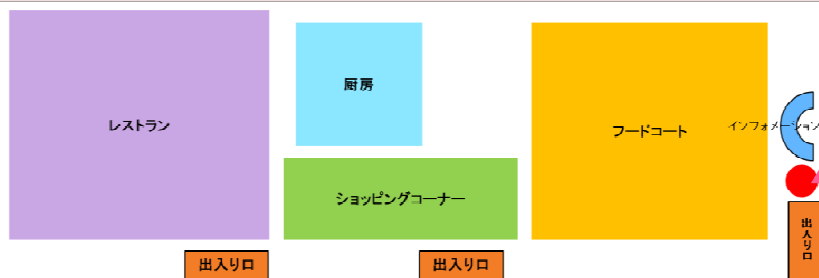 レストラン
厨房
フードコート
インフォメーション
ショッピングコーナー
出入り口
出入り口
出入り口